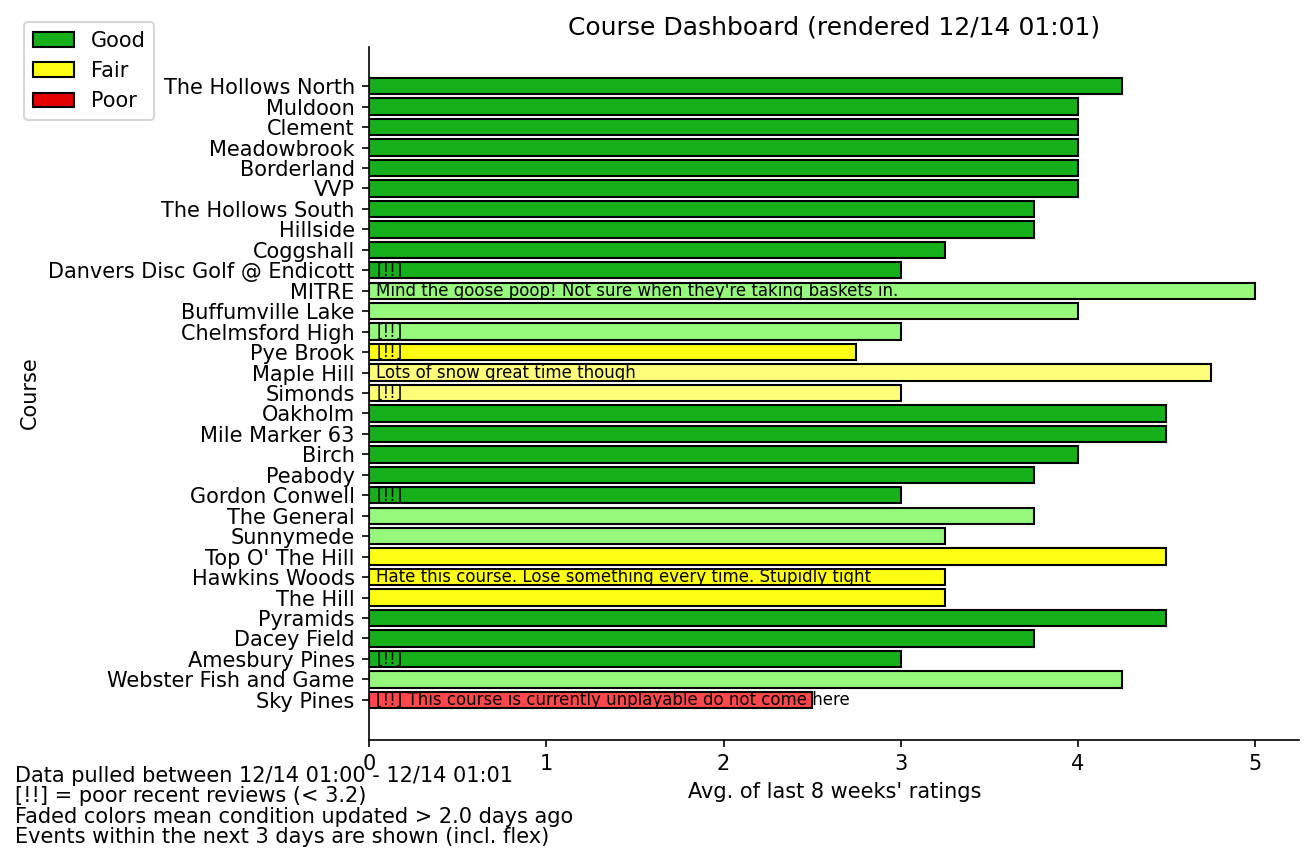 Course Dashboard (rendered 12/14 01:01)
Good
Fair
Poor
The Hollows North
Muldoon
Clement
Meadowbrook
Borderland
VVP
The Hollows South
Hillside
Coggshall
Danvers Disc Golf @ Endicott [!!]
MITRE Mind the goose poop! Not sure when they're taking baskets in.
Buffumville Lake
Chelmsford High [!!]
Pye Brook [!!]
Maple Hill Lots of snow great time though
Simonds [!!]
Oakholm
Mile Marker 63
Birch
Peabody
Gordon Conwell [!!]
The General
Sunnymede
Top O' The Hill
Hawkins Woods Hate this course. Lose something every time. Stupidly tight
The Hill
Pyramids
Dacey Field
Amesbury Pines [!!]
Webster Fish and Game
Sky Pines [!!] This course is currently unplayable do not come here
Course
0 1 2 3 4 5
Avg. of last 8 weeks' ratings
Data pulled between 12/14 01:00 - 12/14 01:01
[!!] = poor recent reviews (< 3.2)
Faded colors mean condition updated > 2.0 days ago
Events within the next 3 days are shown (incl. flex)